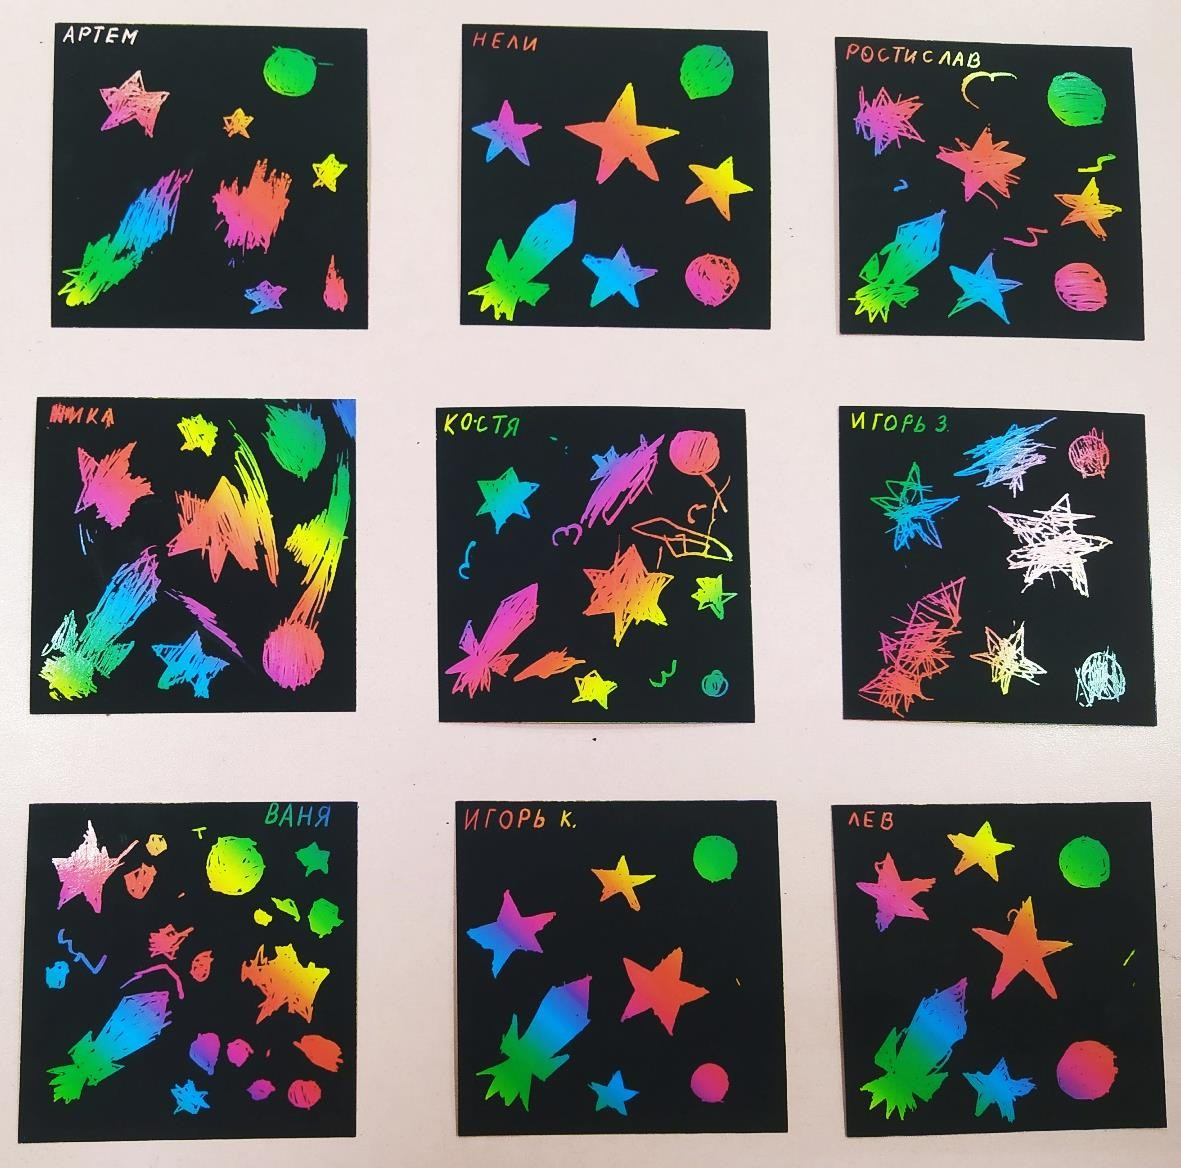 АРТЕМ
НЕЛИ
РОСТИСЛАВ
НИКА
КОСТЯ
ИГОРЬ З.
ВАНЯ
ИГОРЬ К.
ЛЕВ